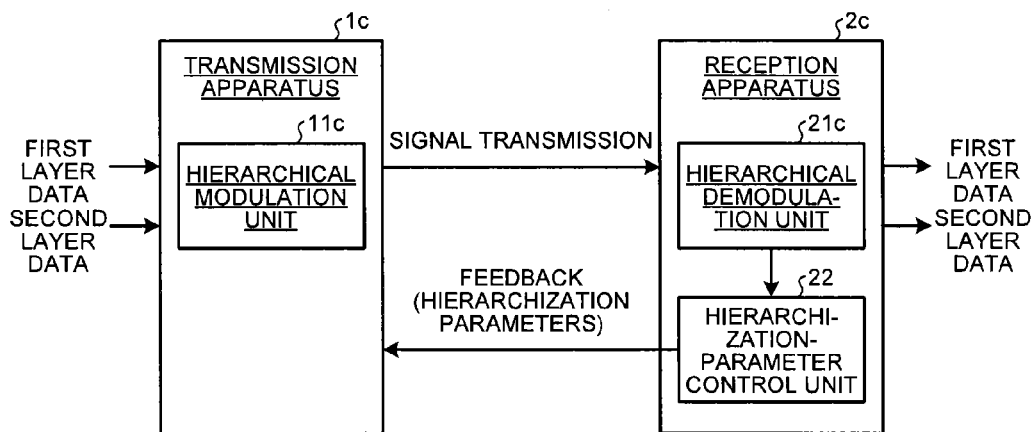 1c
TRANSMISSION
APPARATUS
11c
HIERARCHICAL
MODULATION
UNIT
FIRST
LAYER
DATA
SECOND
LAYER
DATA
SIGNAL TRANSMISSION
FEEDBACK
(HIERARCHIZATION
PARAMETERS)
2c
RECEPTION
APPARATUS
21c
HIERARCHICAL
DEMODULA-
TION UNIT
22
HIERARCHI-
ZATION-
PARAMETER
CONTROL UNIT
FIRST
LAYER
DATA
SECOND
LAYER
DATA